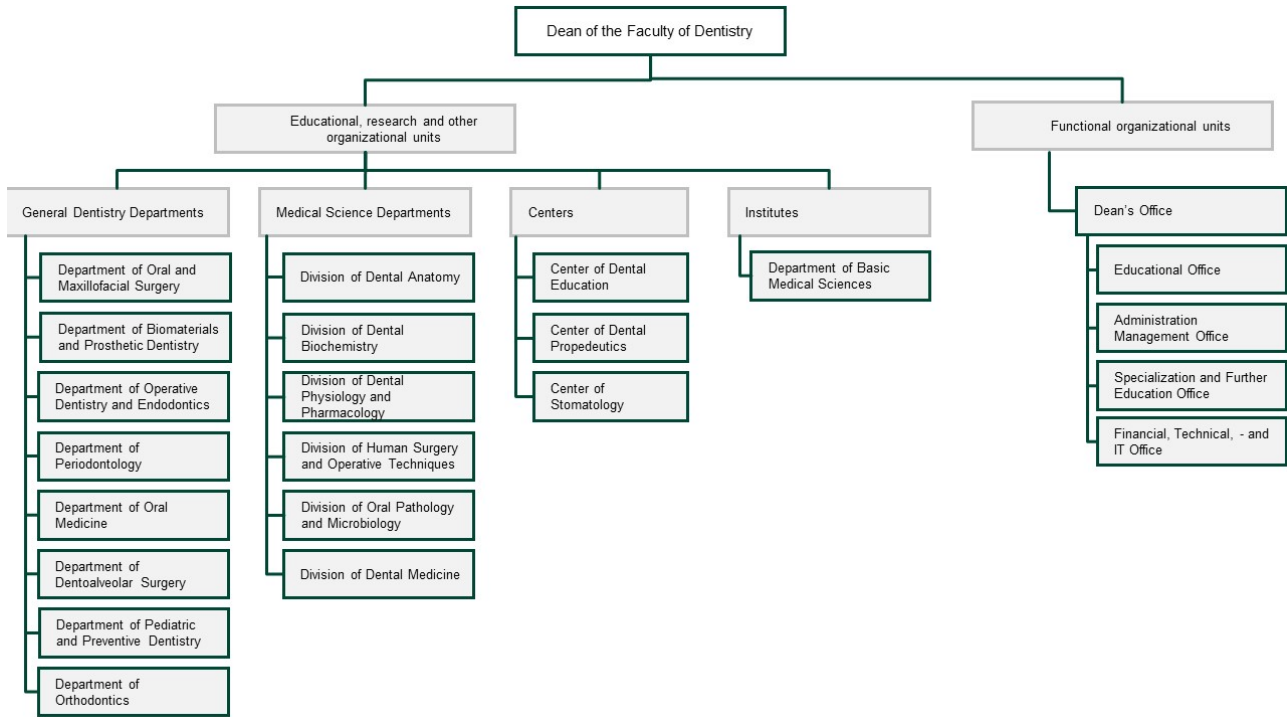 Dean of the Faculty of Dentistry
Educational, research and other
organizational units
Functional organizational units
General Dentistry Departments
Department of Oral and
Maxillofacial Surgery
Department of Biomaterials
and Prosthetic Dentistry
Department of Operative
Dentistry and Endodontics
Department of
Periodontology
Department of Oral
Medicine
Department of
Dentoalveolar Surgery
Department of Pediatric
and Preventive Dentistry
Department of
Orthodontics
Medical Science Departments
Division of Dental Anatomy
Division of Dental
Biochemistry
Division of Dental
Physiology and
Pharmacology
Division of Human Surgery
and Operative Techniques
Division of Oral Pathology
and Microbiology
Division of Dental Medicine
Centers
Center of Dental
Education
Center of Dental
Propedeutics
Center of
Stomatology
Institutes
Department of Basic
Medical Sciences
Dean's Office
Educational Office
Administration
Management Office
Specialization and Further
Education Office
Financial, Technical, - and
IT Office